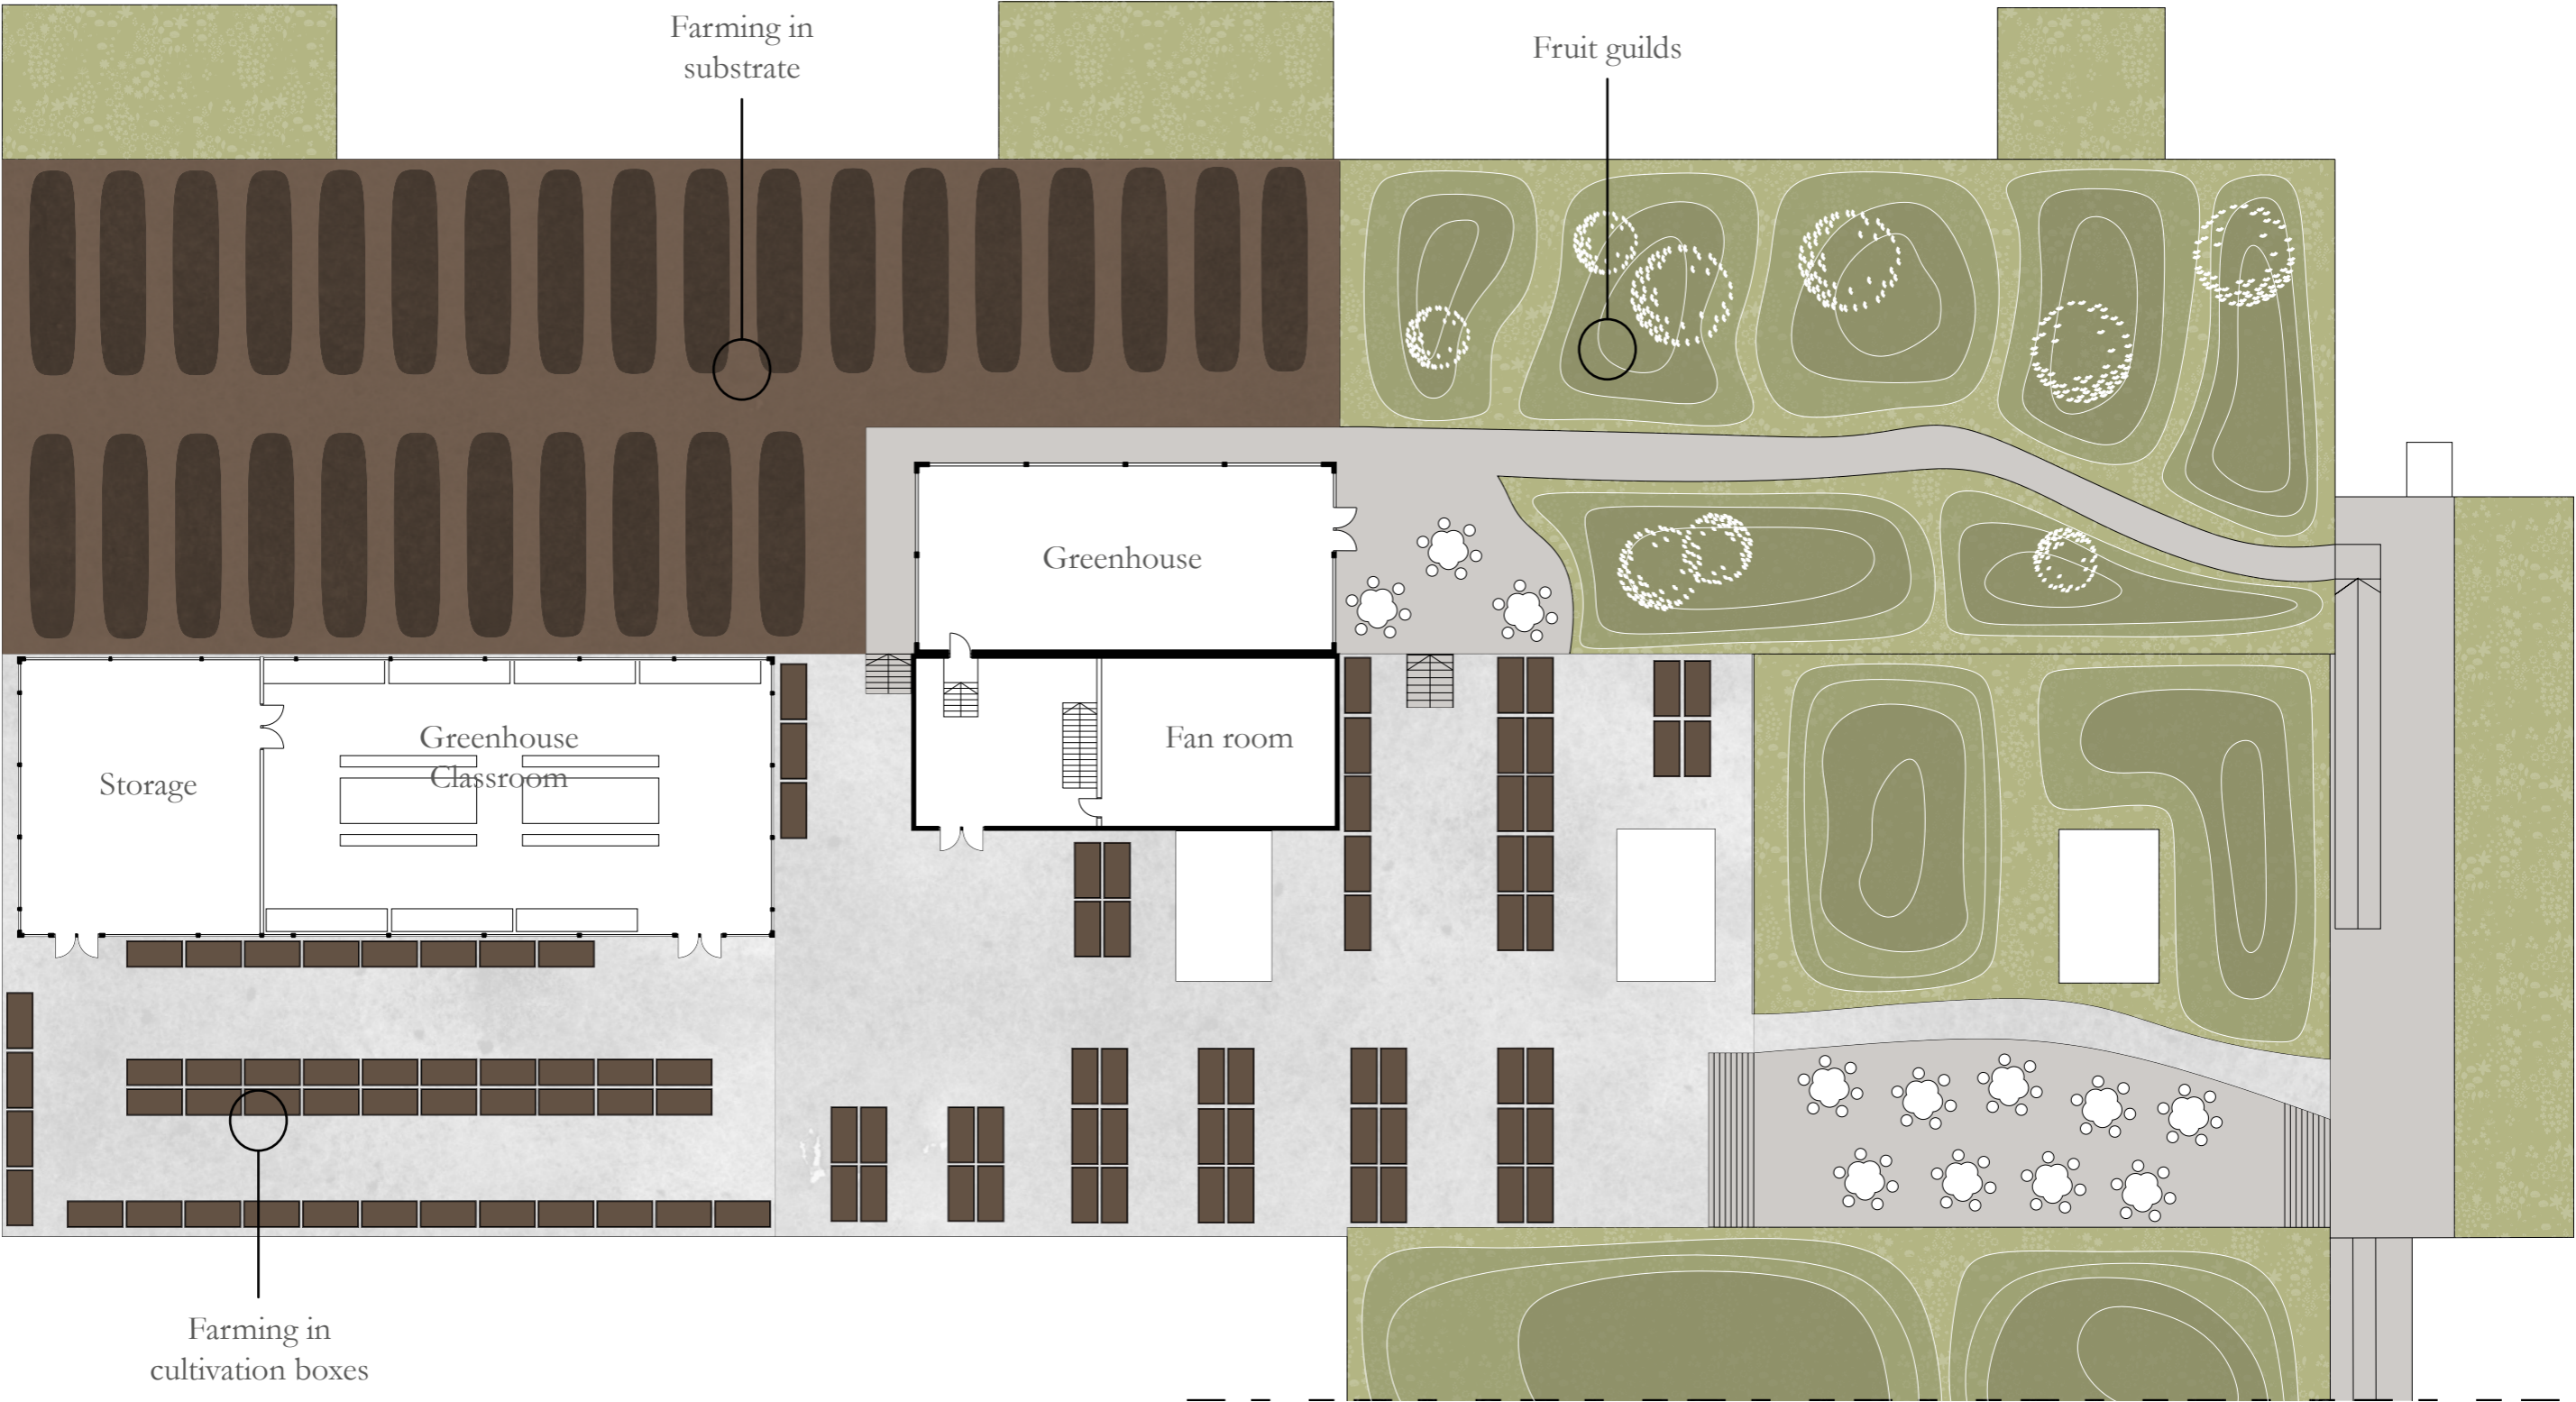 Farming in
substrate
Fruit guilds
Greenhouse
Greenhouse
Classroom
Storage
Fan room
Farming in
cultivation boxes